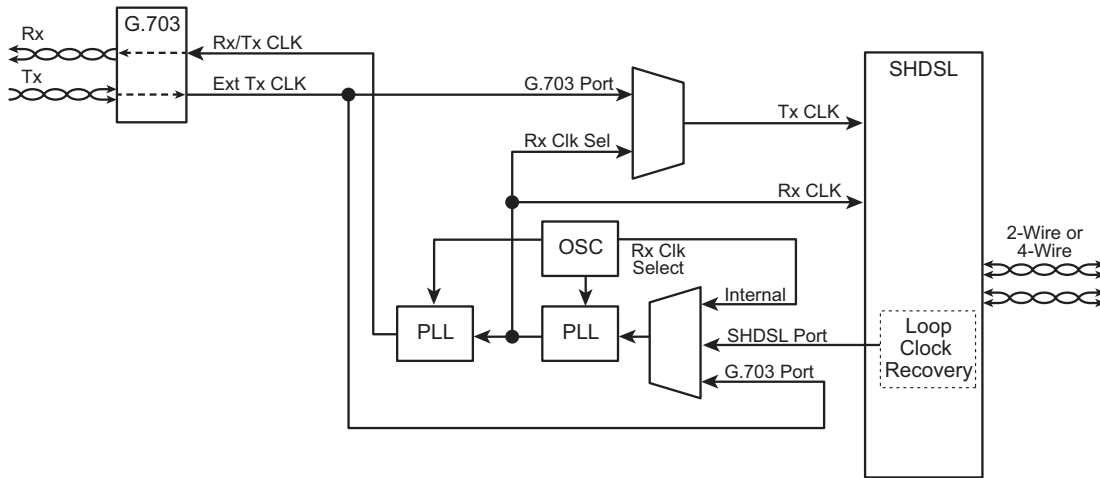 G.703
Rx
Rx/Tx CLK
Tx
Ext Tx CLK
G.703 Port
SHDSL
Tx CLK
Rx Clk Sel
Rx CLK
OSC
Rx Clk
Select
2-Wire or
4-Wire
Internal
PLL
PLL
SHDSL Port
Loop
Clock
Recovery
G.703 Port